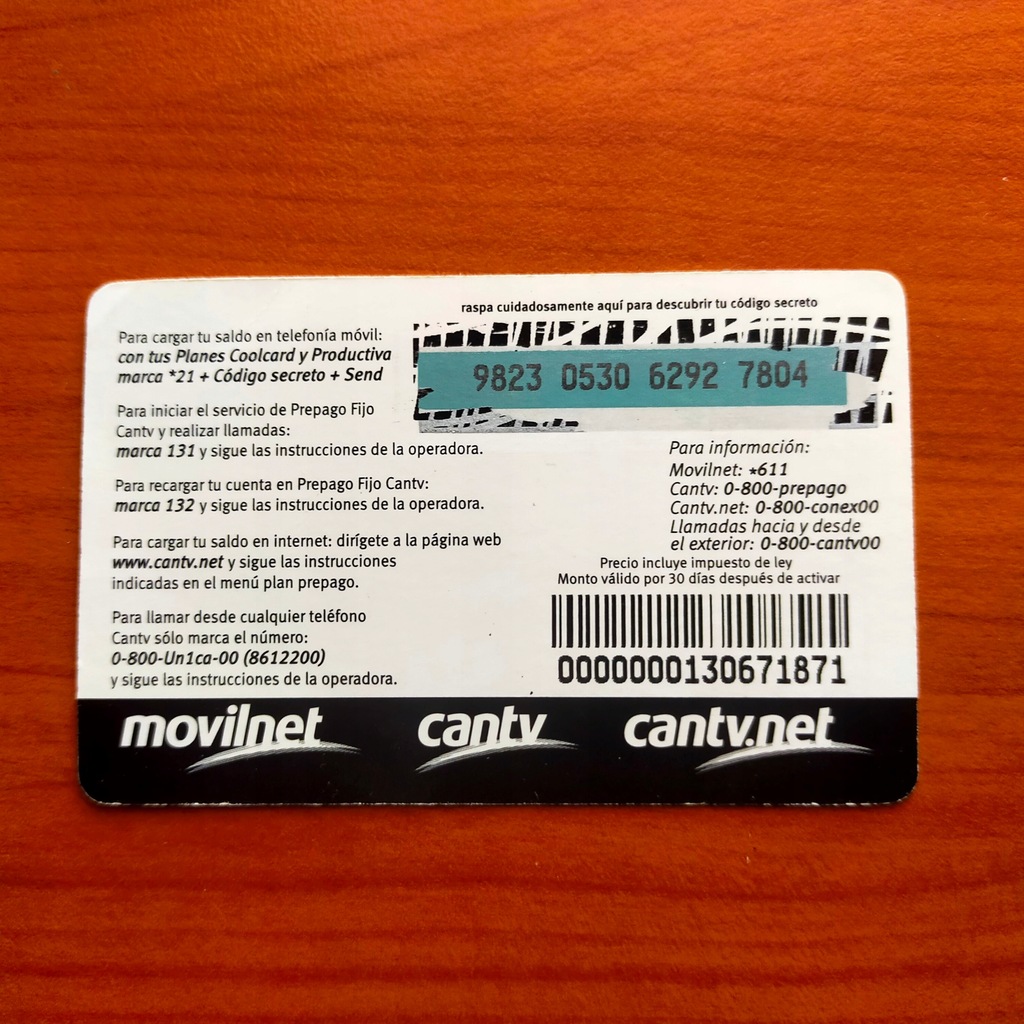 raspa cuidadosamente aquí para descubrir tu código secreto
9823 0530 6292 7804
Para cargar tu saldo en telefonía móvil:
con tus Planes Coolcard y Productiva
marca *21 + Código secreto + Send
Para iniciar el servicio de Prepago Fijo
Cantv y realizar llamadas:
marca 131 y sigue las instrucciones de la operadora.
Para recargar tu cuenta en Prepago Fijo Cantv:
marca 132 y sigue las instrucciones de la operadora.
Para cargar tu saldo en internet: dirígete a la página web
www.cantv.net y sigue las instrucciones
indicadas en el menú plan prepago.
Para llamar desde cualquier teléfono
Cantv sólo marca el número:
0-800-Un1ca-00 (8612200)
y sigue las instrucciones de la operadora.
Para información:
Movilnet: *611
Cantv: 0-800-prepago
Cantv.net: 0-800-conex00
Llamadas hacia y desde
el exterior: 0-800-cantv00
Precio incluye impuesto de ley
Monto válido por 30 días después de activar
0000000130671871
movilnet cantv cantv.net